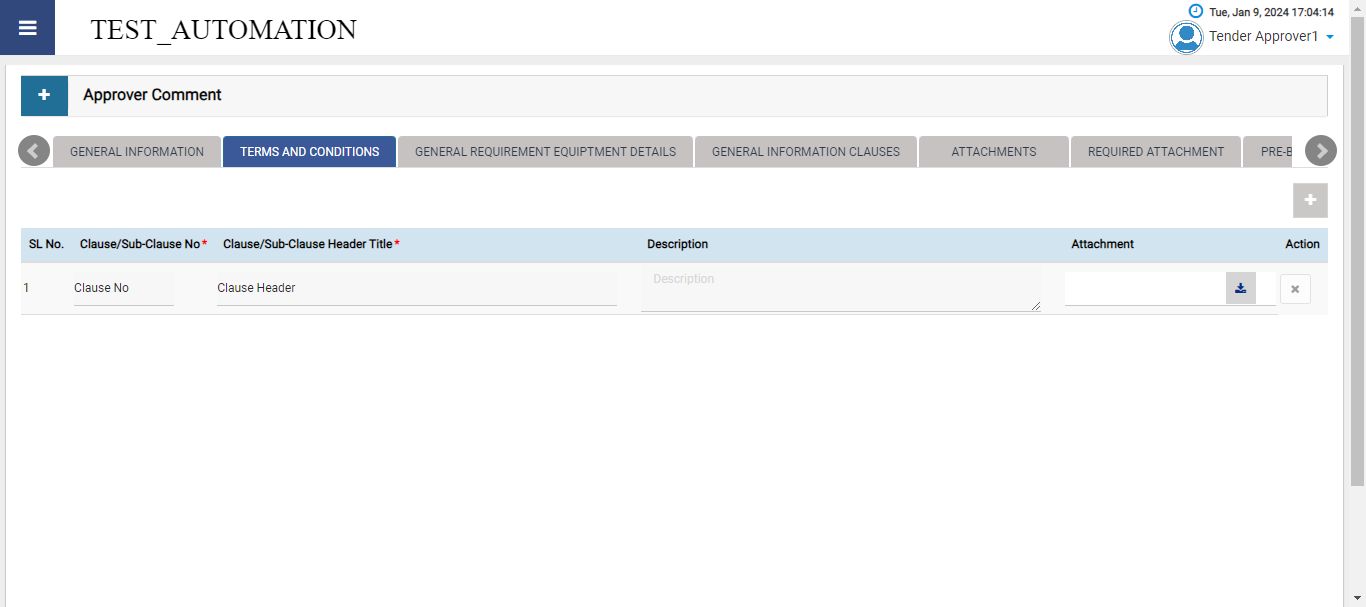 TEST_AUTOMATION
Tue, Jan 9, 2024 17:04:14
Tender Approver1
Approver Comment
GENERAL INFORMATION TERMS AND CONDITIONS GENERAL REQUIREMENT EQUIPTMENT DETAILS GENERAL INFORMATION CLAUSES ATTACHMENTS REQUIRED ATTACHMENT PRE-B
SL No. Clause/Sub-Clause No* Clause/Sub-Clause Header Title* Description Attachment Action
1 Clause No Clause Header Description